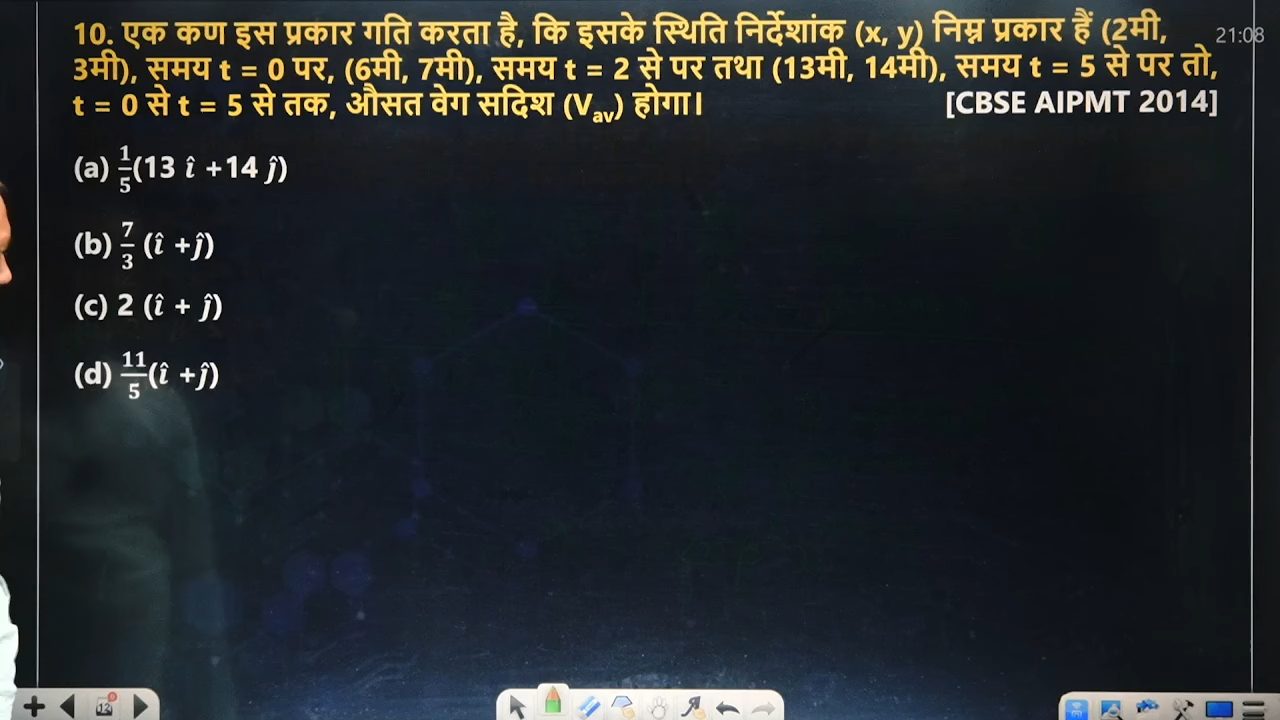 10. एक कण इस प्रकार गति करता है, कि इसके स्थिति निर्देशांक (x, y) निम्न प्रकार हैं (2मी,
21:08
3मी), समय t = 0 पर, (6मी, 7मी), समय t = 2 से पर तथा (13मी, 14मी), समय t = 5 से पर तो,
t = 0 से t = 5 से तक, औसत वेग सदिश (Vav) होगा। [CBSE AIPMT 2014]
(a) 1/5(13 î +14 ĵ)
(b) 7/3 (î +ĵ)
(c) 2 (î + ĵ)
(d) 11/5(î +ĵ)